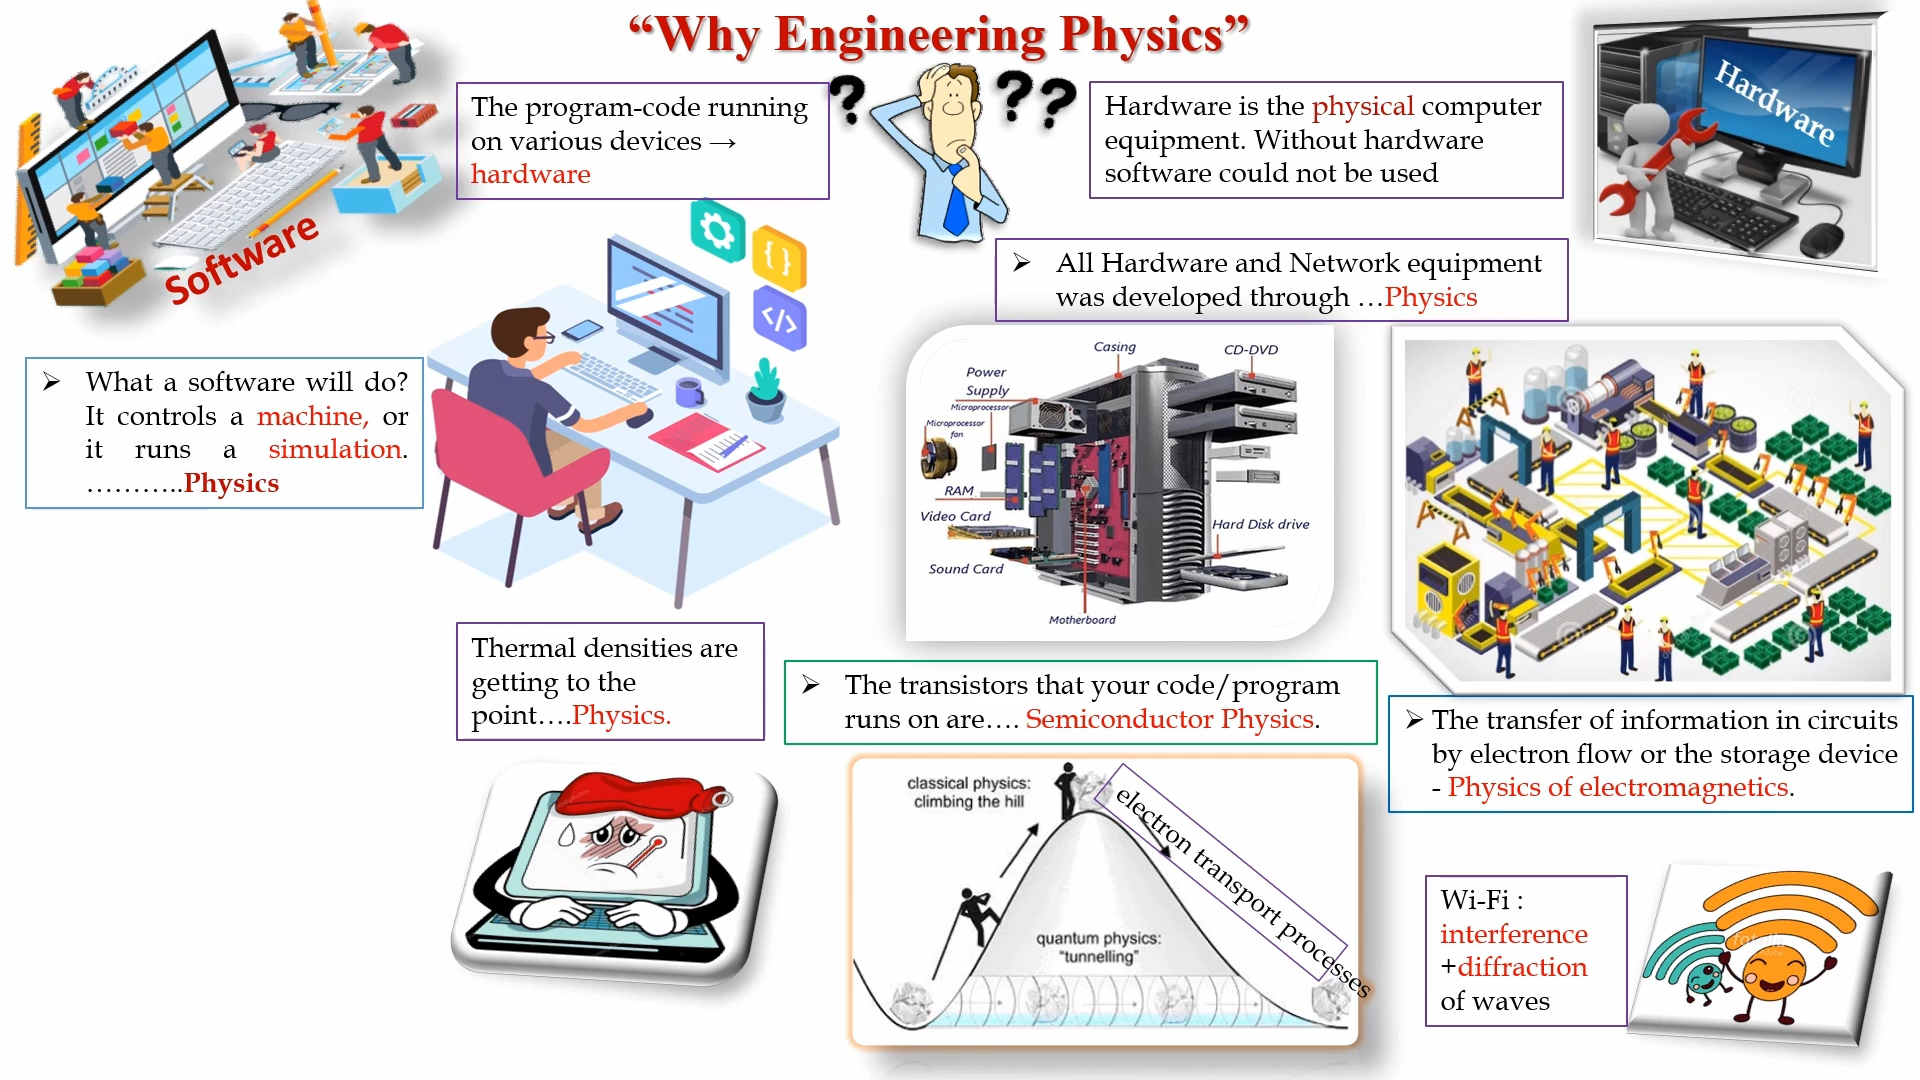 “Why Engineering Physics”
The program-code running
on various devices →
hardware
? ??
Hardware is the physical computer
equipment. Without hardware
software could not be used
Hardware
Software
➢ All Hardware and Network equipment
was developed through …Physics
➢ What a software will do?
It controls a machine, or
it runs a simulation.
………..Physics
{ }
</>
Casing
CD-DVD
Power
Supply
Microprocessor
Microprocessor
fan
RAM
Video Card
Sound Card
Hard Disk drive
Motherboard
Thermal densities are
getting to the
point….Physics.
➢ The transistors that your code/program
runs on are…. Semiconductor Physics.
➢ The transfer of information in circuits
by electron flow or the storage device
- Physics of electromagnetics.
classical physics:
climbing the hill
electron transport processes
quantum physics:
“tunnelling”
Wi-Fi :
interference
+diffraction
of waves